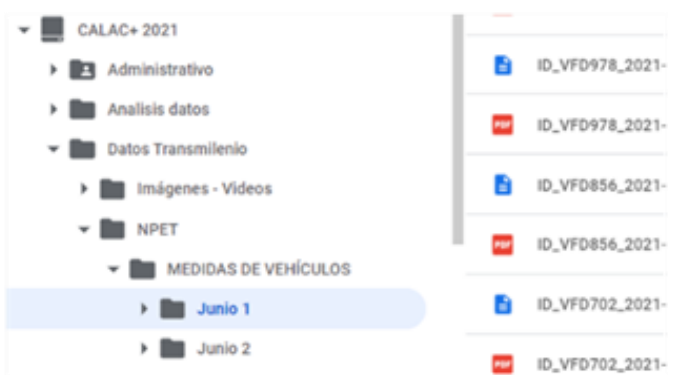 CALAC+ 2021
Administrativo
Analisis datos
Datos Transmilenio
Imágenes - Videos
NPET
MEDIDAS DE VEHÍCULOS
Junio 1
Junio 2
ID_VFD978_2021-
PDF ID_VFD978_2021-
ID_VFD856_2021-
PDF ID_VFD856_2021-
ID_VFD702_2021-
PDF ID_VFD702_2021-